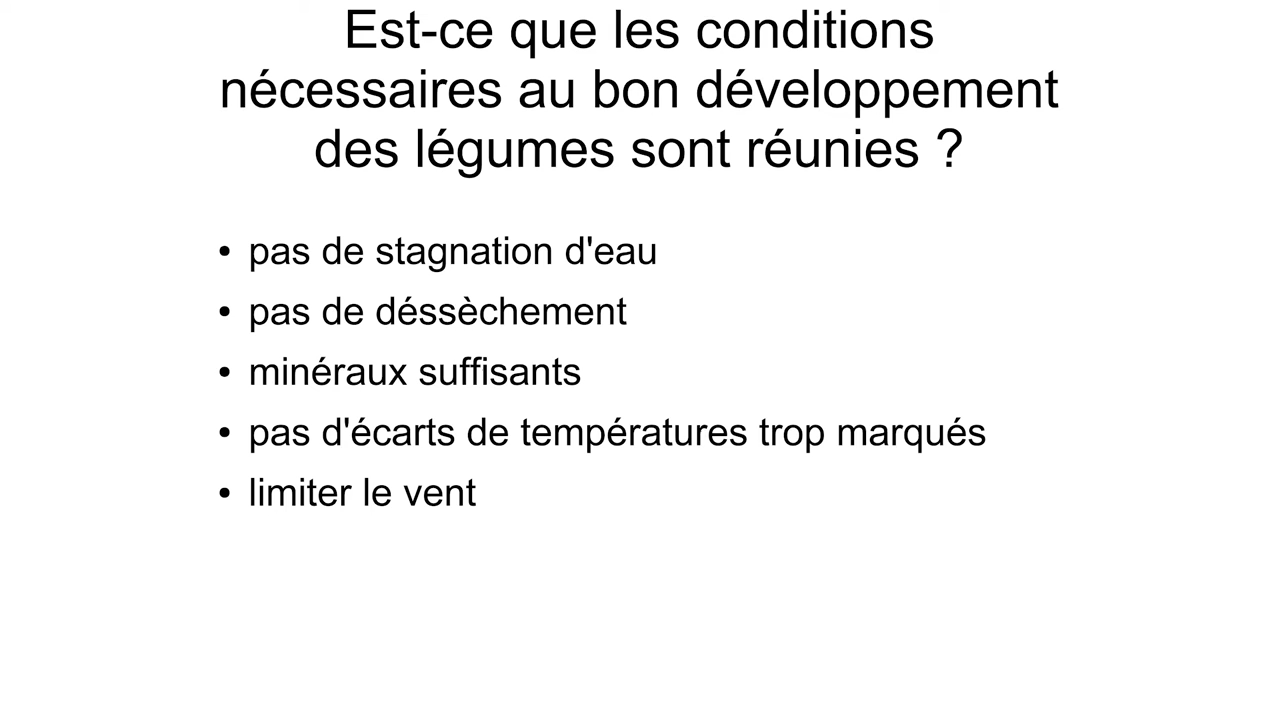 Est-ce que les conditions
nécessaires au bon développement
des légumes sont réunies ?
• pas de stagnation d'eau
• pas de déssèchement
• minéraux suffisants
• pas d'écarts de températures trop marqués
• limiter le vent